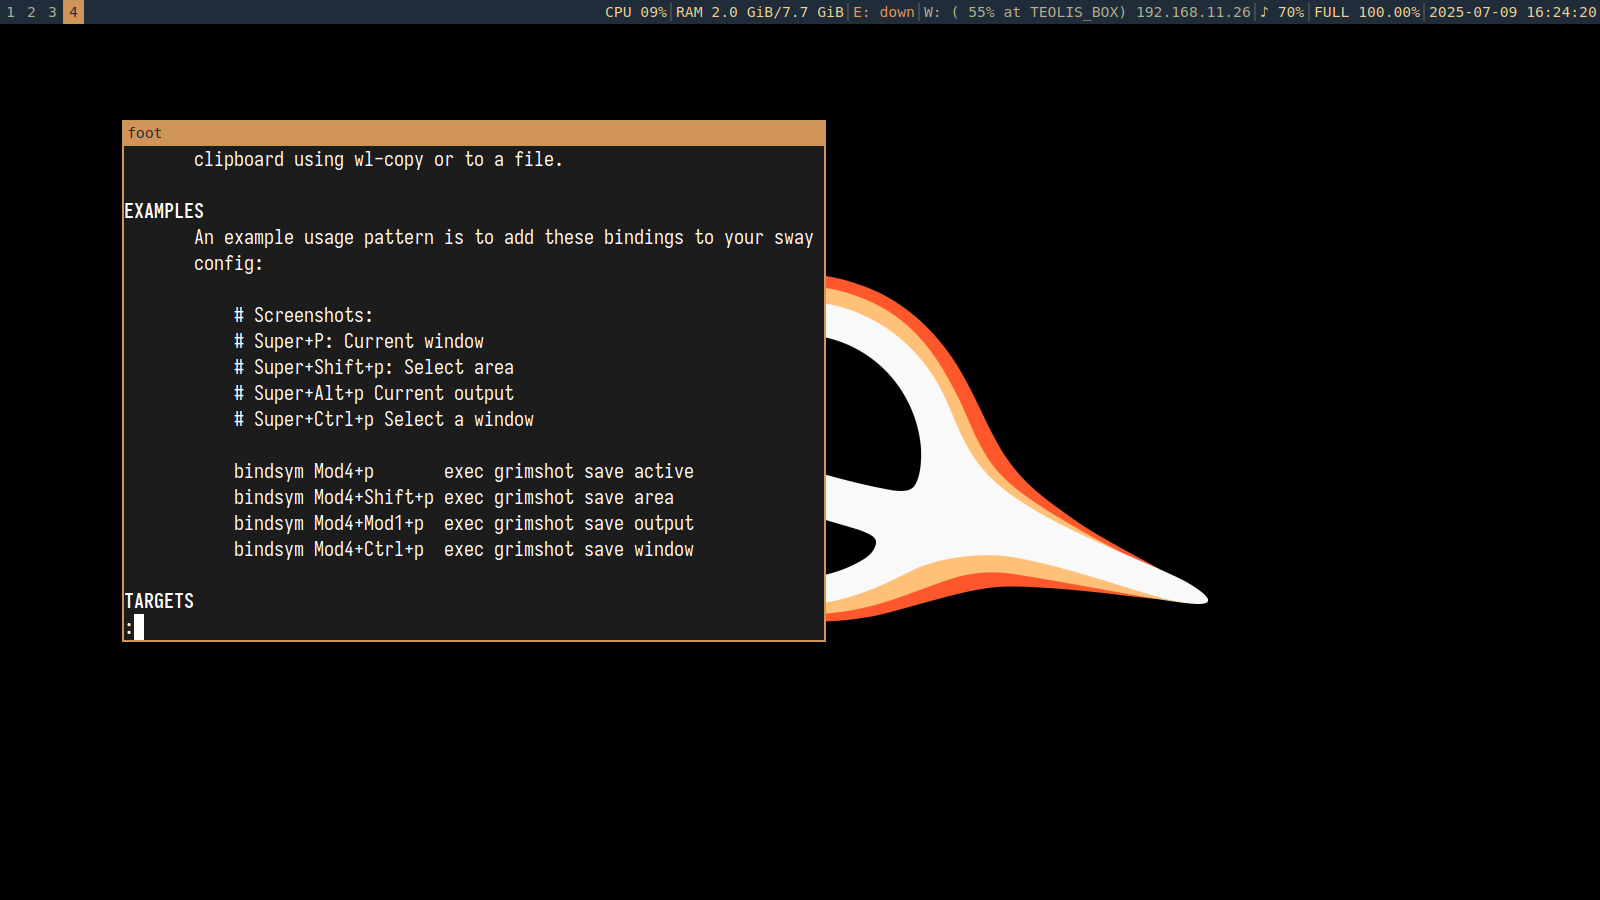 1 2 3 4 CPU 09%|RAM 2.0 GiB/7.7 GiB|E: down|W: ( 55% at TEOLIS_BOX) 192.168.11.26|♪ 70%|FULL 100.00%|2025-07-09 16:24:20
foot
clipboard using wl-copy or to a file.
EXAMPLES
An example usage pattern is to add these bindings to your sway
config:
# Screenshots:
# Super+P: Current window
# Super+Shift+p: Select area
# Super+Alt+p Current output
# Super+Ctrl+p Select a window
bindsym Mod4+p       exec grimshot save active
bindsym Mod4+Shift+p exec grimshot save area
bindsym Mod4+Mod1+p  exec grimshot save output
bindsym Mod4+Ctrl+p  exec grimshot save window
TARGETS
: